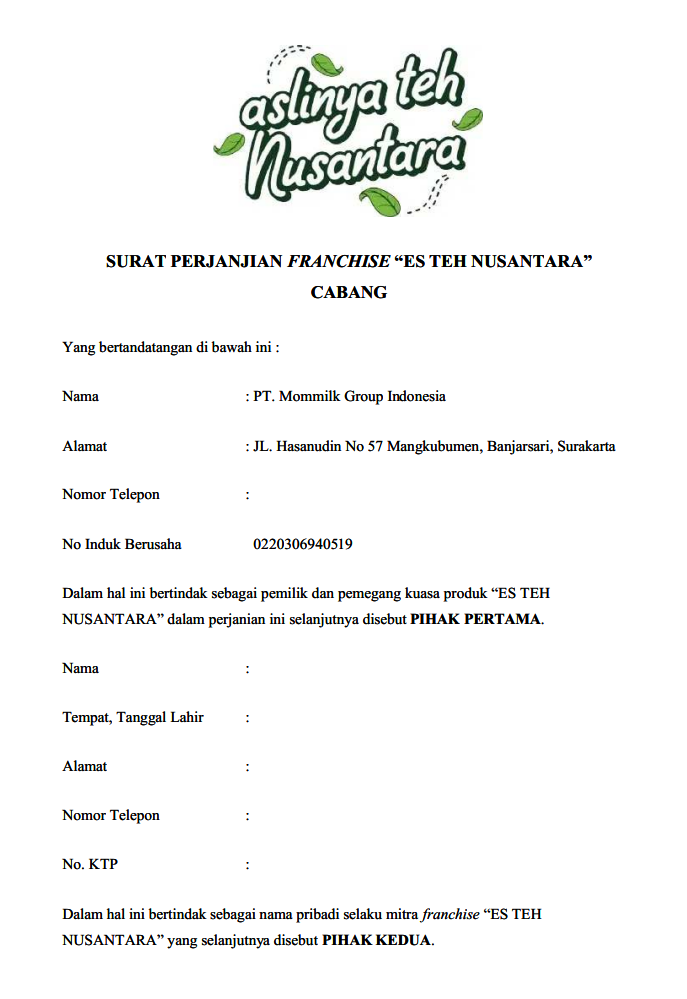 aslinya teh
Nusantara
SURAT PERJANJIAN FRANCHISE “ES TEH NUSANTARA”
CABANG
Yang bertandatangan di bawah ini :
Nama : PT. Mommilk Group Indonesia
Alamat : JL. Hasanudin No 57 Mangkubumen, Banjarsari, Surakarta
Nomor Telepon :
No Induk Berusaha 0220306940519
Dalam hal ini bertindak sebagai pemilik dan pemegang kuasa produk “ES TEH
NUSANTARA” dalam perjanian ini selanjutnya disebut PIHAK PERTAMA.
Nama :
Tempat, Tanggal Lahir :
Alamat :
Nomor Telepon :
No. KTP :
Dalam hal ini bertindak sebagai nama pribadi selaku mitra franchise “ES TEH
NUSANTARA” yang selanjutnya disebut PIHAK KEDUA.